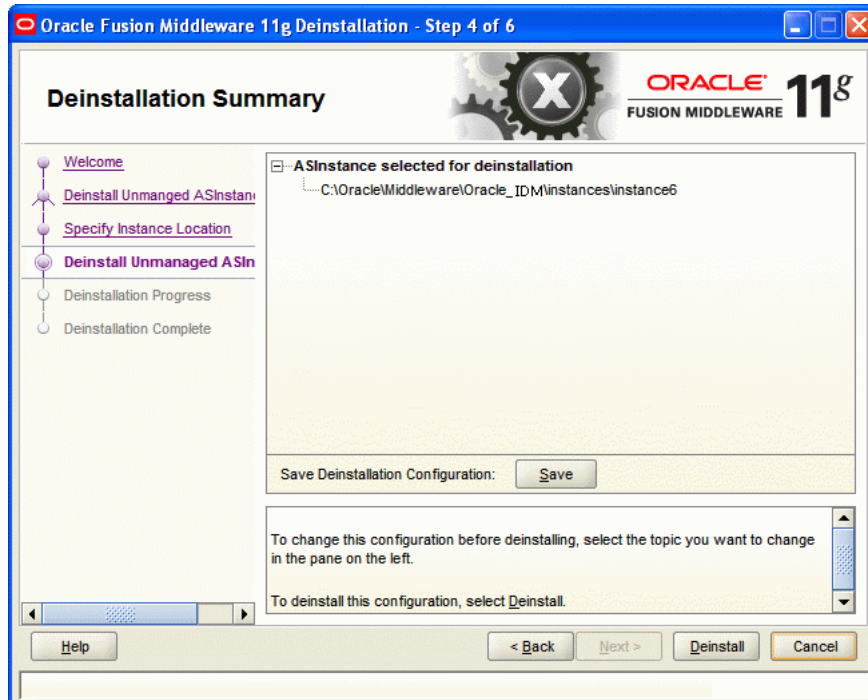 Oracle Fusion Middleware 11g Deinstallation - Step 4 of 6
Deinstallation Summary
ORACLE
FUSION MIDDLEWARE
11g
Welcome
Deinstall Unmanged ASInstan
Specify Instance Location
Deinstall Unmanaged ASIn
Deinstallation Progress
Deinstallation Complete
ASInstance selected for deinstallation
C:\Oracle\Middleware\Oracle_IDM\instances\instance6
Save Deinstallation Configuration:
Save
To change this configuration before deinstalling, select the topic you want to change
in the pane on the left.
To deinstall this configuration, select Deinstall.
Help
< Back
Next >
Deinstall
Cancel